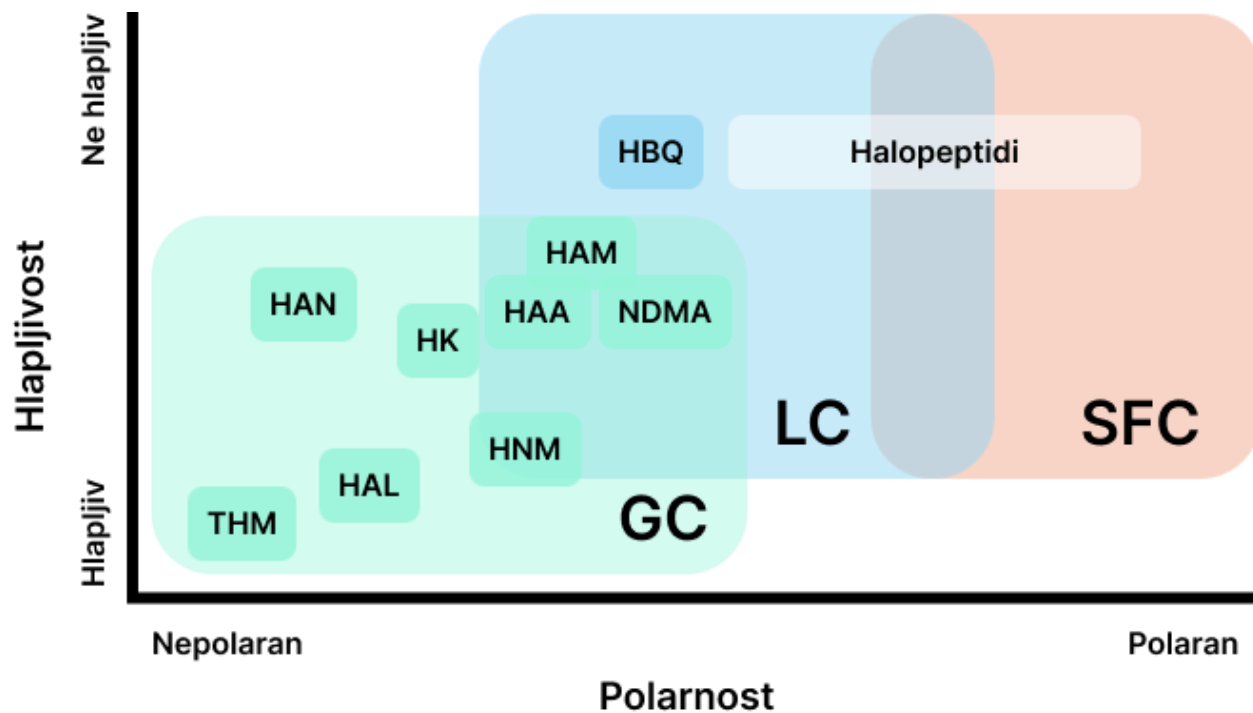 Ne hlapljiv
Hlapljivost
Hlapljiv
HBQ
Halopeptidi
HAM
HAN
HAA
NDMA
HK
LC
SFC
HNM
HAL
GC
THM
Nepolaran
Polaran
Polarnost